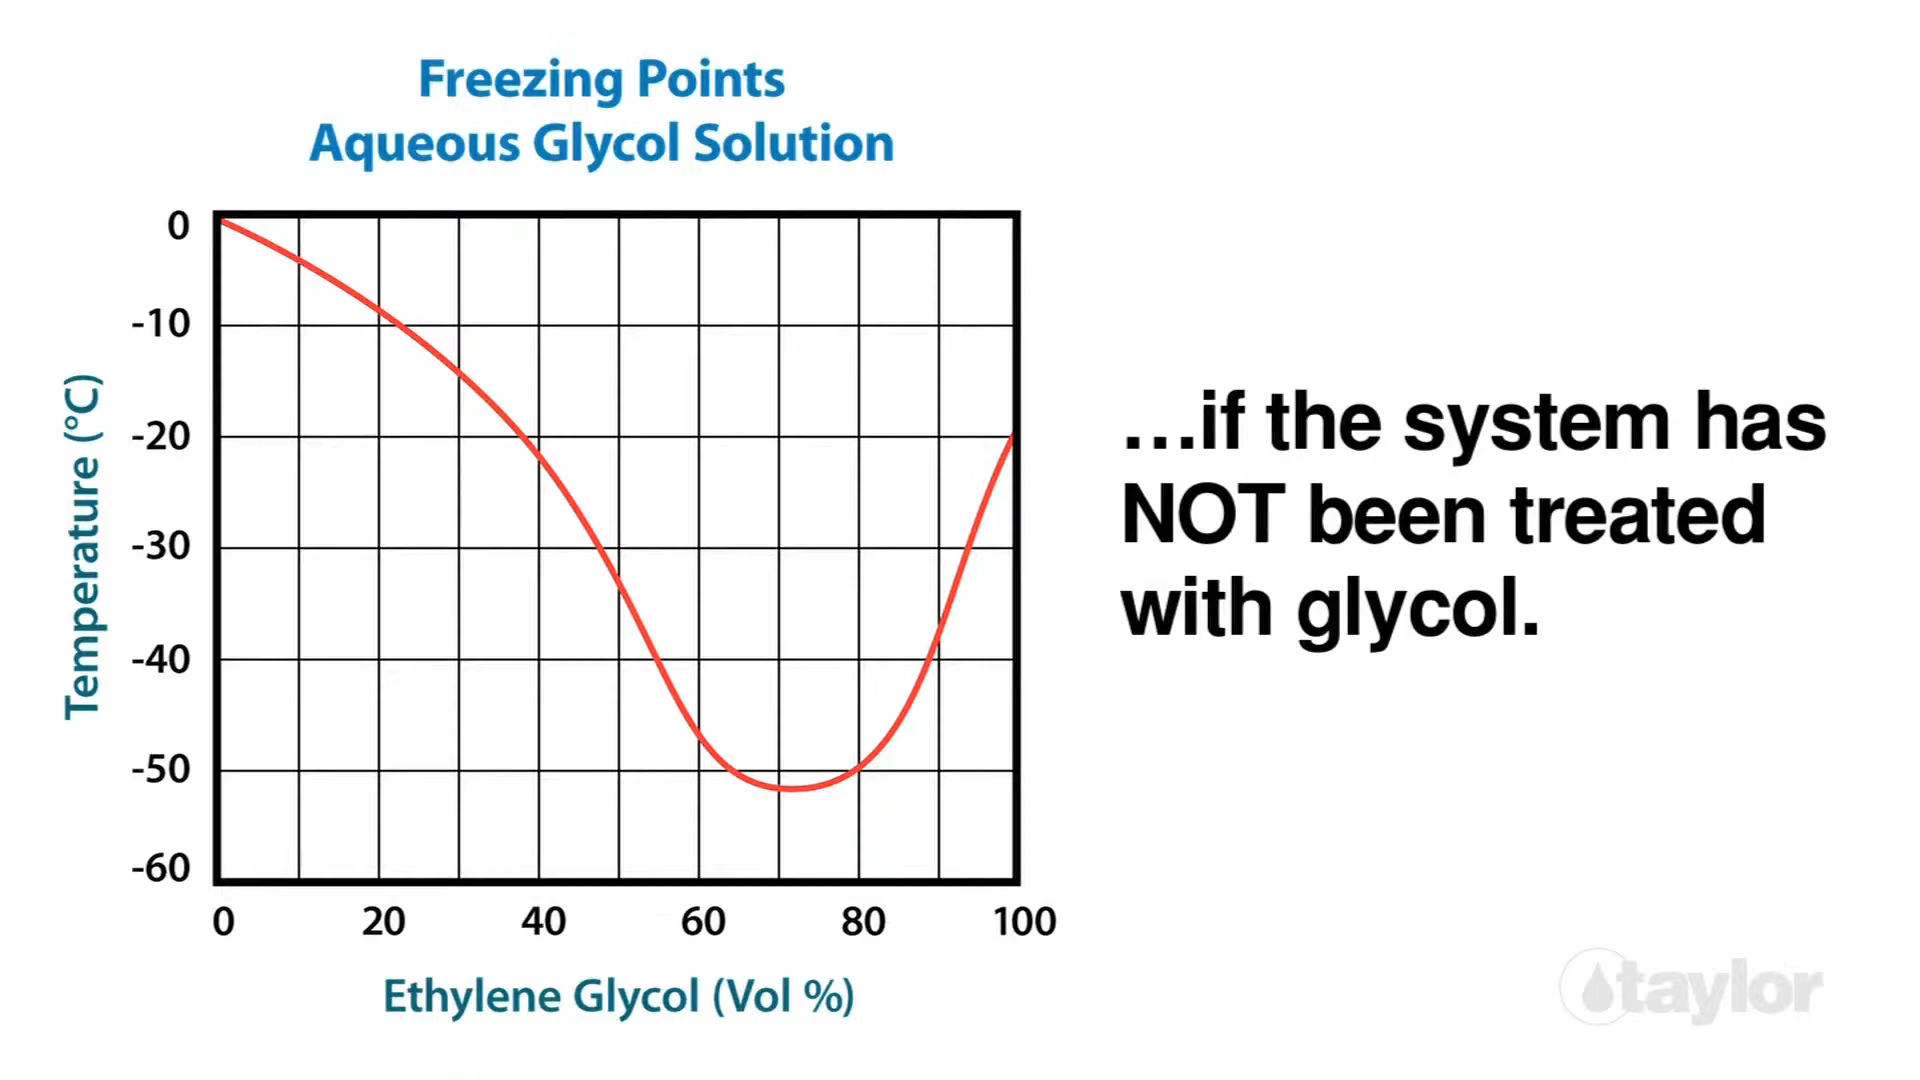 Freezing Points
Aqueous Glycol Solution
0
-10
-20
-30
-40
-50
-60
Temperature (°C)
0 20 40 60 80 100
Ethylene Glycol (Vol %)
…if the system has
NOT been treated
with glycol.
taylor